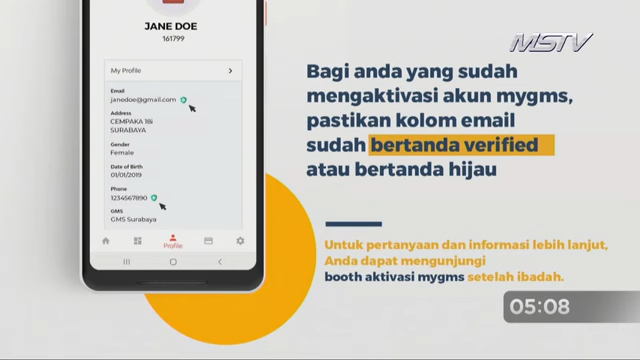 JANE DOE
161799
My Profile
Email
janedoe@gmail.com
Address
CEMPAKA 18i
SURABAYA
Gender
Female
Date of Birth
01/01/2019
Phone
1234567890
GMS
GMS Surabaya
Profile
MSTV
Bagi anda yang sudah
mengaktivasi akun mygms,
pastikan kolom email
sudah bertanda verified
atau bertanda hijau
Untuk pertanyaan dan informasi lebih lanjut,
Anda dapat mengunjungi
booth aktivasi mygms setelah ibadah.
05:08